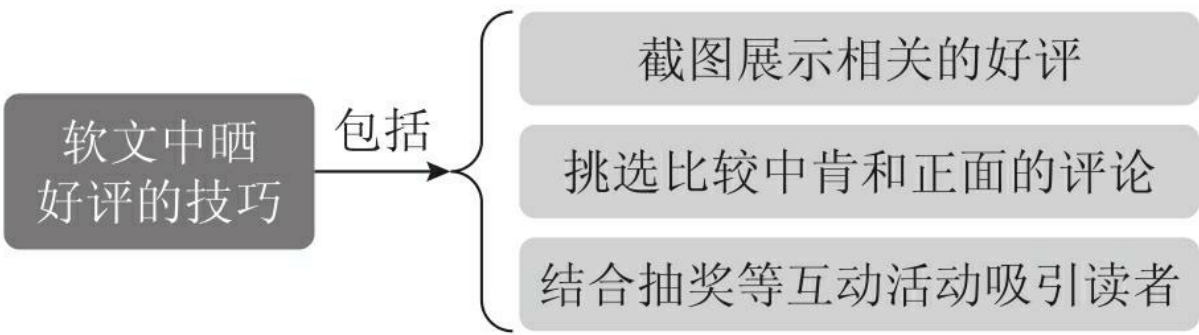 软文中晒
好评的技巧
包括
截图展示相关的好评
挑选比较中肯和正面的评论
结合抽奖等互动活动吸引读者